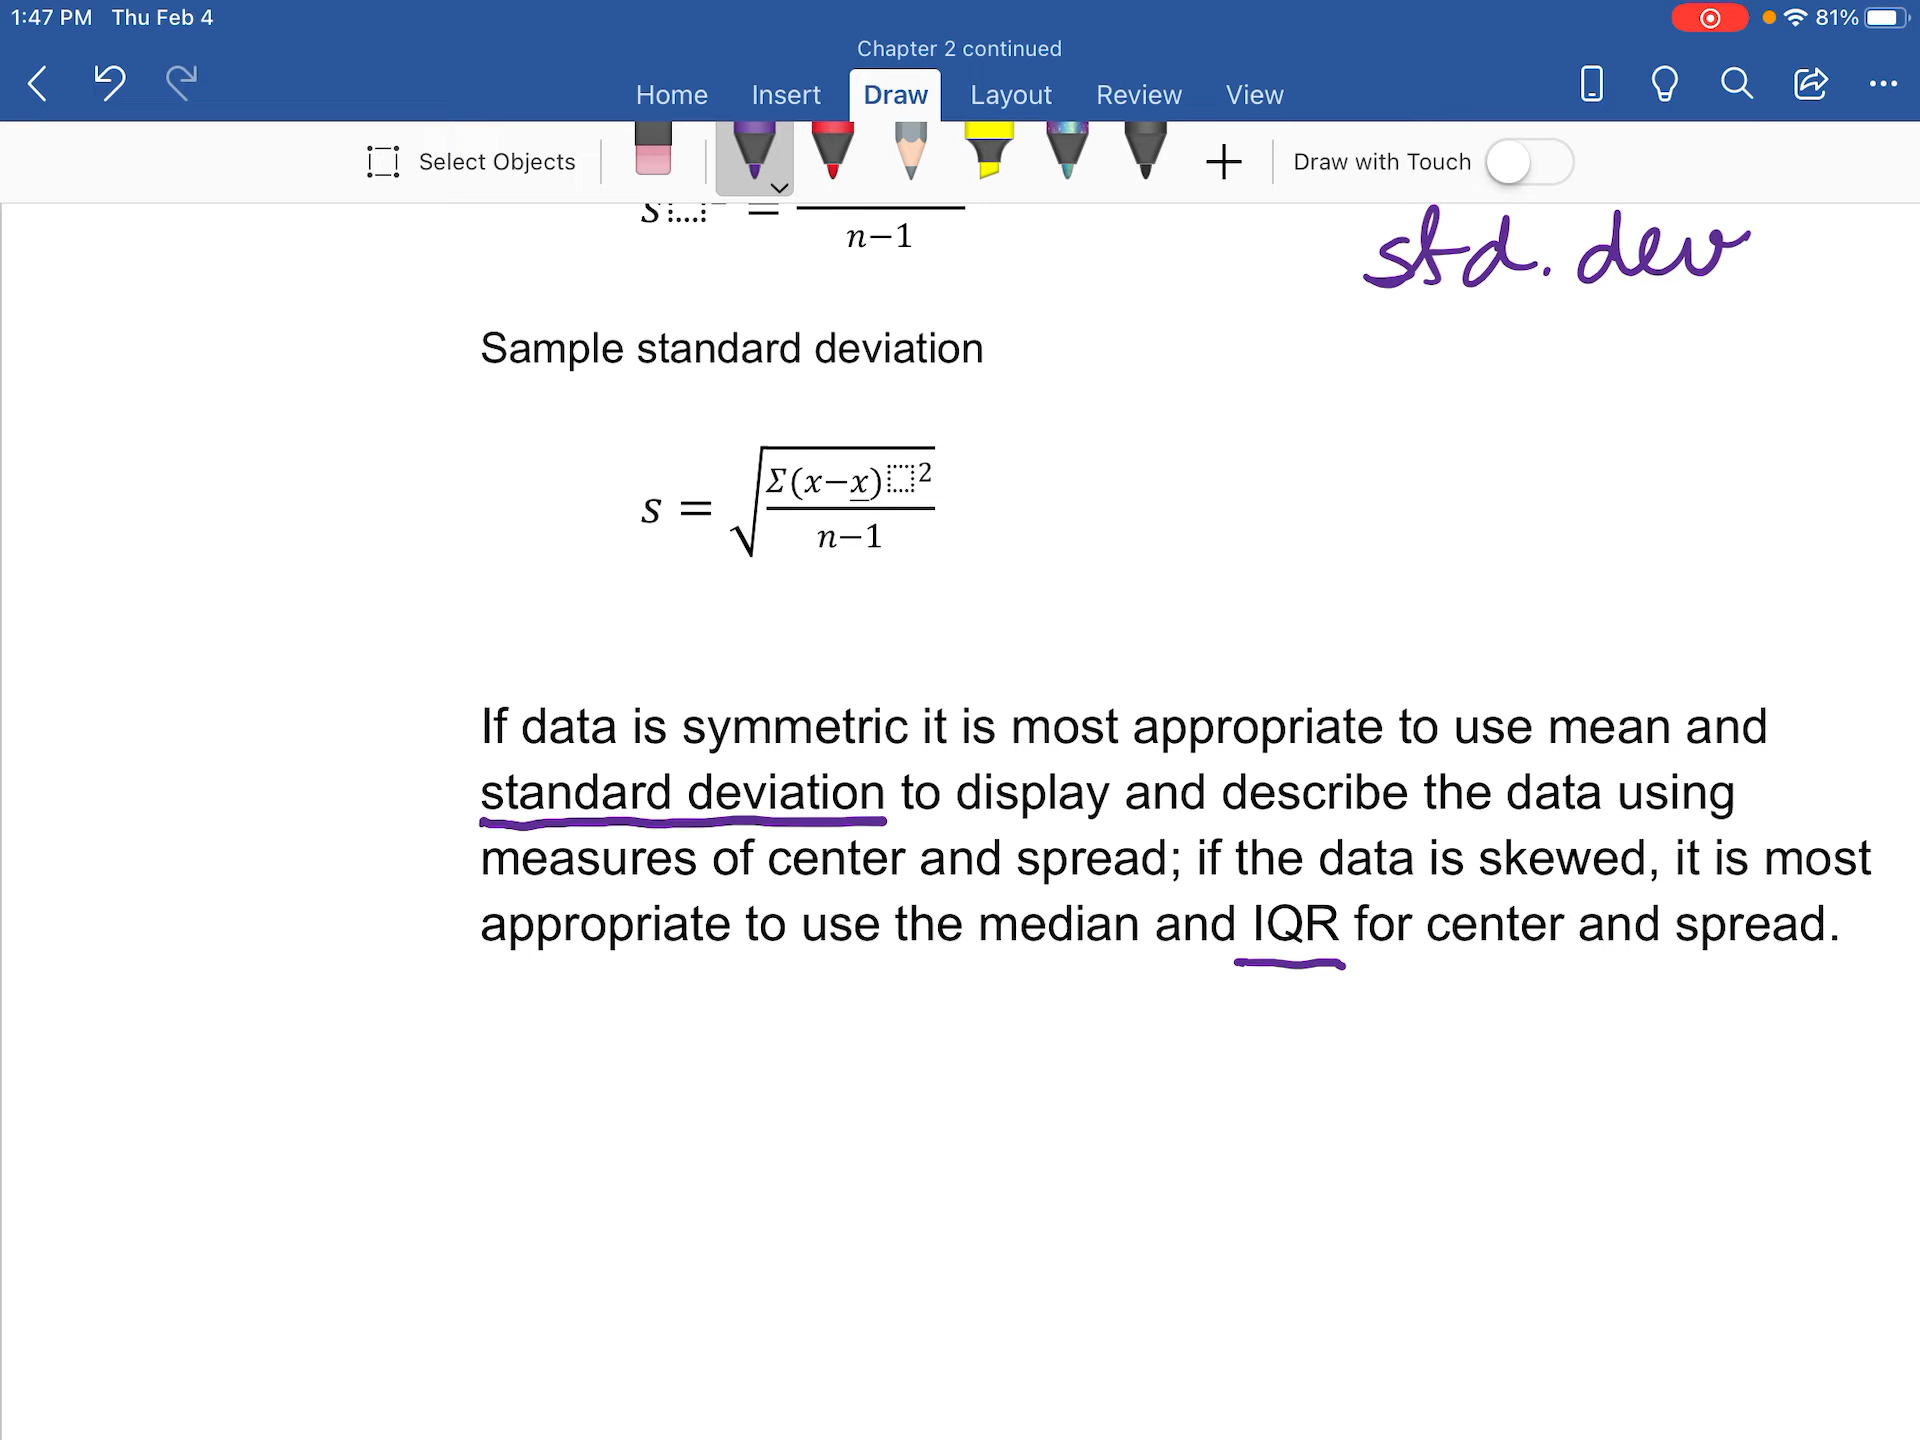 1:47 PM Thu Feb 4
81%
Chapter 2 continued
Home Insert Draw Layout Review View
Select Objects
Draw with Touch
s² =
n−1
std. dev
Sample standard deviation
s = √
Σ(x−x)²
n−1
If data is symmetric it is most appropriate to use mean and
standard deviation to display and describe the data using
measures of center and spread; if the data is skewed, it is most
appropriate to use the median and IQR for center and spread.